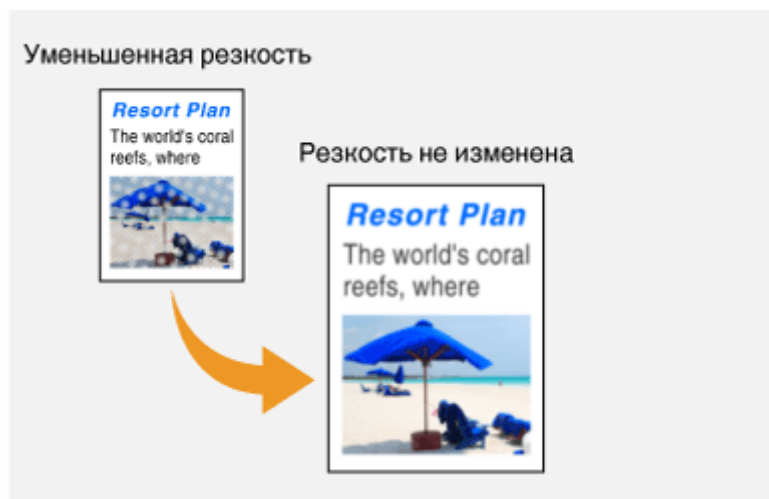 Уменьшенная резкость
Resort Plan
The world's coral
reefs, where
Резкость не изменена
Resort Plan
The world's coral
reefs, where